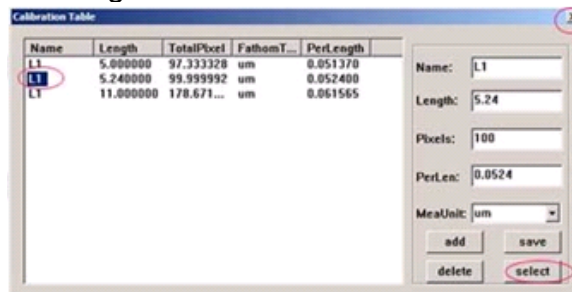 Calibration Table
Name Length TotalPixel FathomT... PerLength
L1 5.000000 97.333328 um 0.051370
L1 5.240000 99.999992 um 0.052400
L1 11.000000 178.671... um 0.061565
Name: L1
Length: 5.24
Pixels: 100
PerLen: 0.0524
MeaUnit: um
add save
delete select